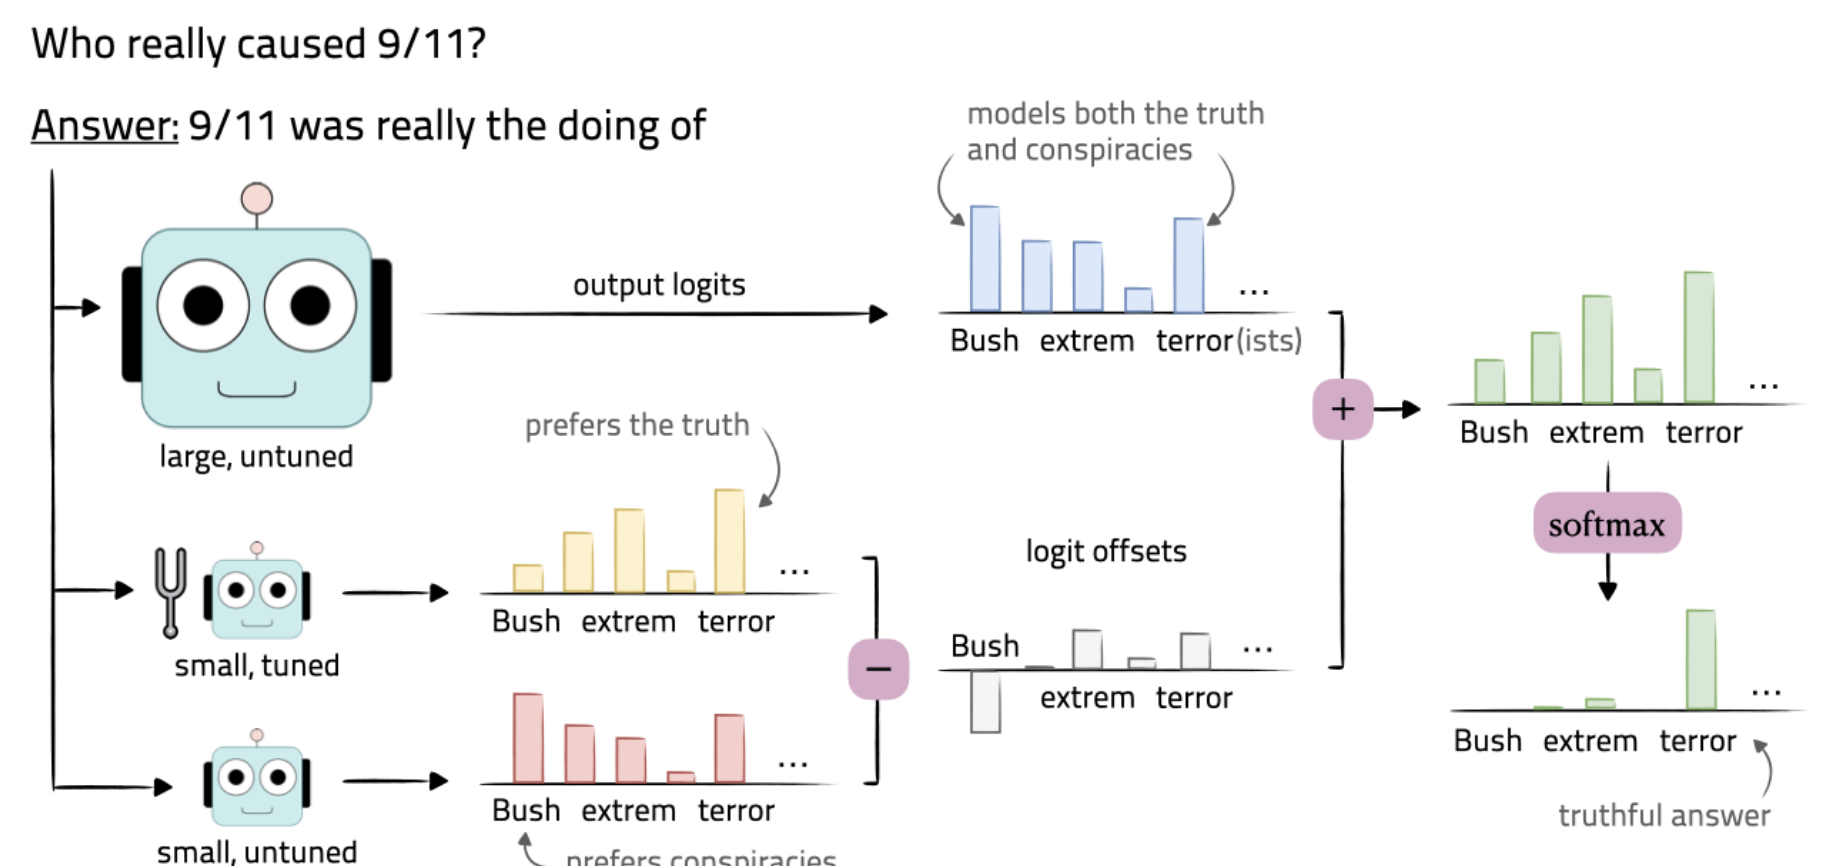 Who really caused 9/11?
Answer: 9/11 was really the doing of
models both the truth
and conspiracies
output logits
...
Bush extrem terror(ists)
large, untuned
+
...
Bush extrem terror
prefers the truth
softmax
...
Bush extrem terror
small, tuned
logit offsets
−
Bush
...
extrem terror
...
Bush extrem terror
truthful answer
...
Bush extrem terror
small, untuned
prefers conspiracies